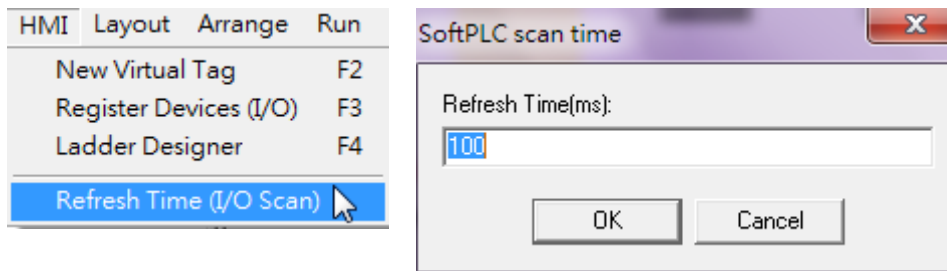 HMI Layout Arrange Run
New Virtual Tag F2
Register Devices (I/O) F3
Ladder Designer F4
Refresh Time (I/O Scan)
SoftPLC scan time
Refresh Time(ms):
100
OK Cancel